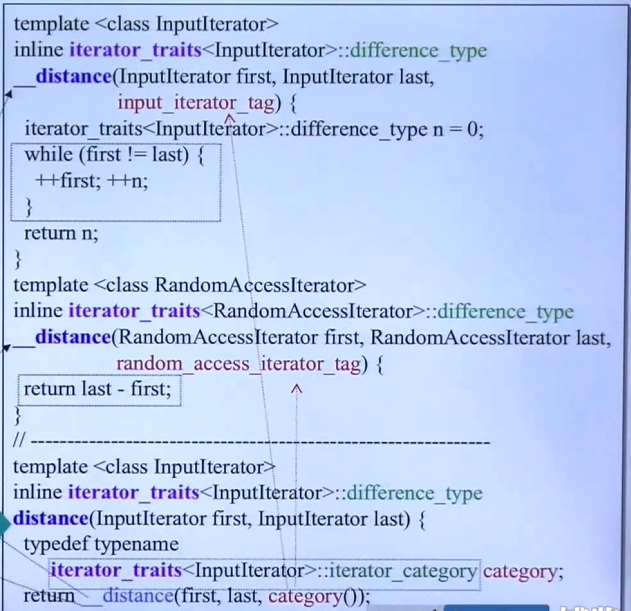 template <class InputIterator>
inline iterator_traits<InputIterator>::difference_type
__distance(InputIterator first, InputIterator last,
input_iterator_tag) {
iterator_traits<InputIterator>::difference_type n = 0;
while (first != last) {
++first; ++n;
}
return n;
}
template <class RandomAccessIterator>
inline iterator_traits<RandomAccessIterator>::difference_type
__distance(RandomAccessIterator first, RandomAccessIterator last,
random_access_iterator_tag) {
return last - first;
}
// -----------------------------------------------------
template <class InputIterator>
inline iterator_traits<InputIterator>::difference_type
distance(InputIterator first, InputIterator last) {
typedef typename
iterator_traits<InputIterator>::iterator_category category;
return __distance(first, last, category());